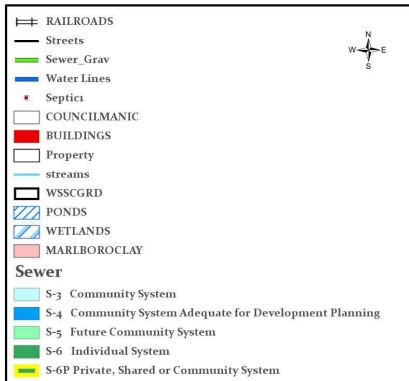 RAILROADS
Streets
Sewer_Grav
Water Lines
Septic1
COUNCILMANIC
BUILDINGS
Property
streams
WSSCGRD
PONDS
WETLANDS
MARLBOROCLAY
Sewer
S-3 Community System
S-4 Community System Adequate for Development Planning
S-5 Future Community System
S-6 Individual System
S-6P Private, Shared or Community System
N
W E
S